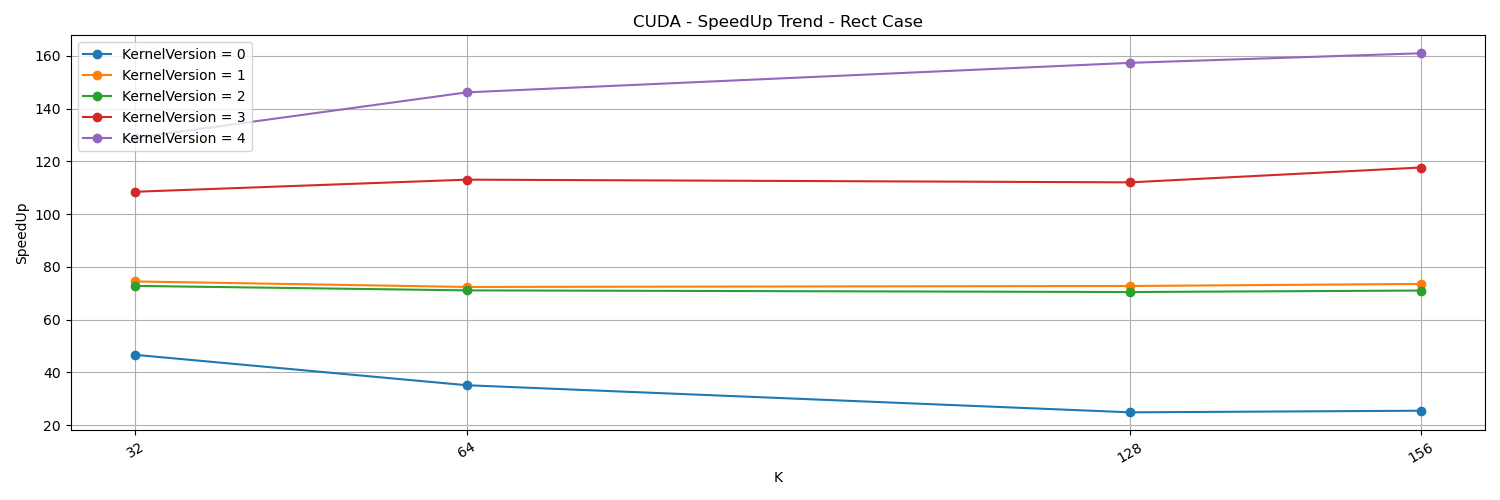 CUDA - SpeedUp Trend - Rect Case
KernelVersion = 0
KernelVersion = 1
KernelVersion = 2
KernelVersion = 3
KernelVersion = 4
SpeedUp
160
140
120
100
80
60
40
20
32
64
128
156
K